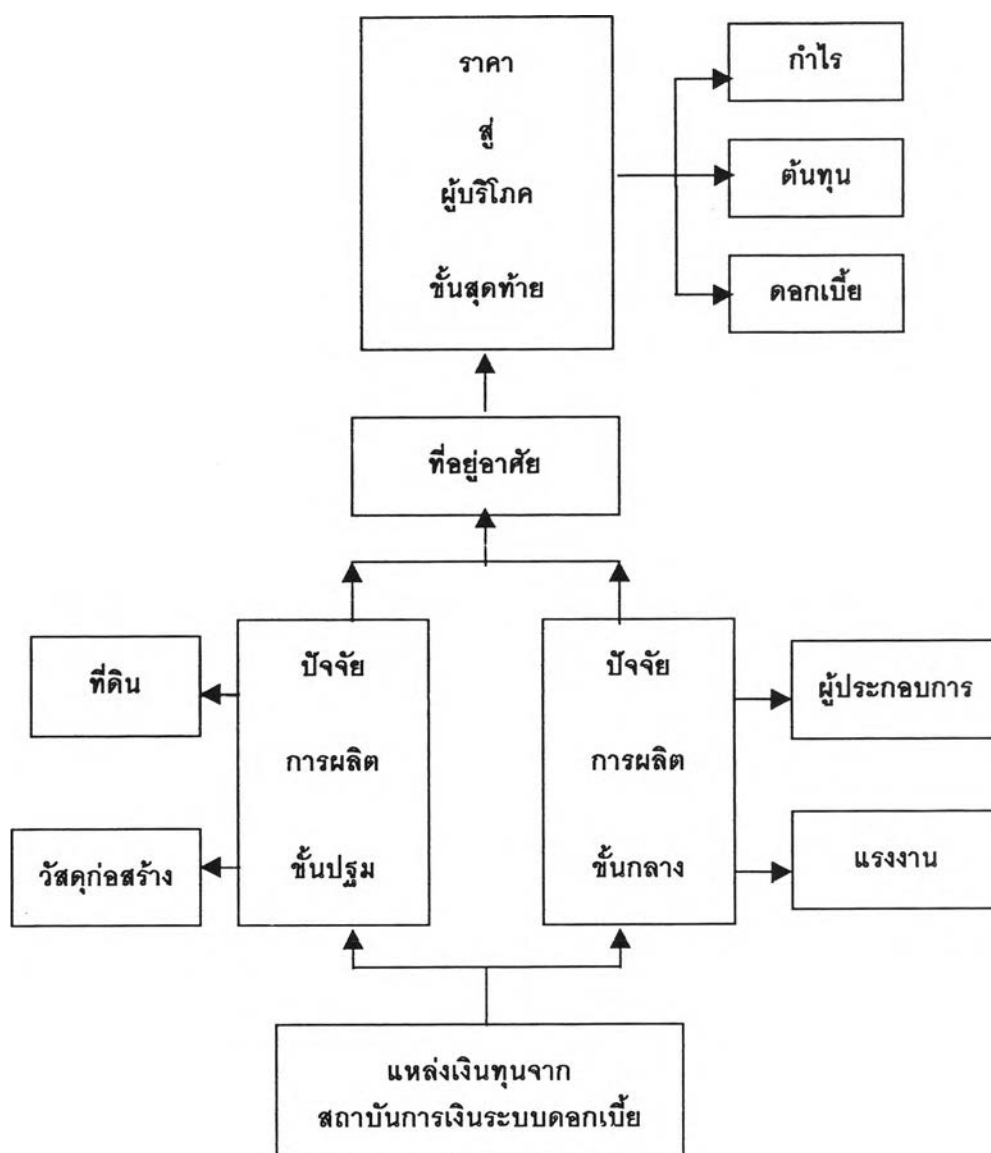 ราคา
สู่
ผู้บริโภค
ขั้นสุดท้าย
กำไร
ต้นทุน
ดอกเบี้ย
ที่อยู่อาศัย
ที่ดิน
วัสดุก่อสร้าง
ปัจจัย
การผลิต
ขั้นปฐม
ปัจจัย
การผลิต
ขั้นกลาง
ผู้ประกอบการ
แรงงาน
แหล่งเงินทุนจาก
สถาบันการเงินระบบดอกเบี้ย